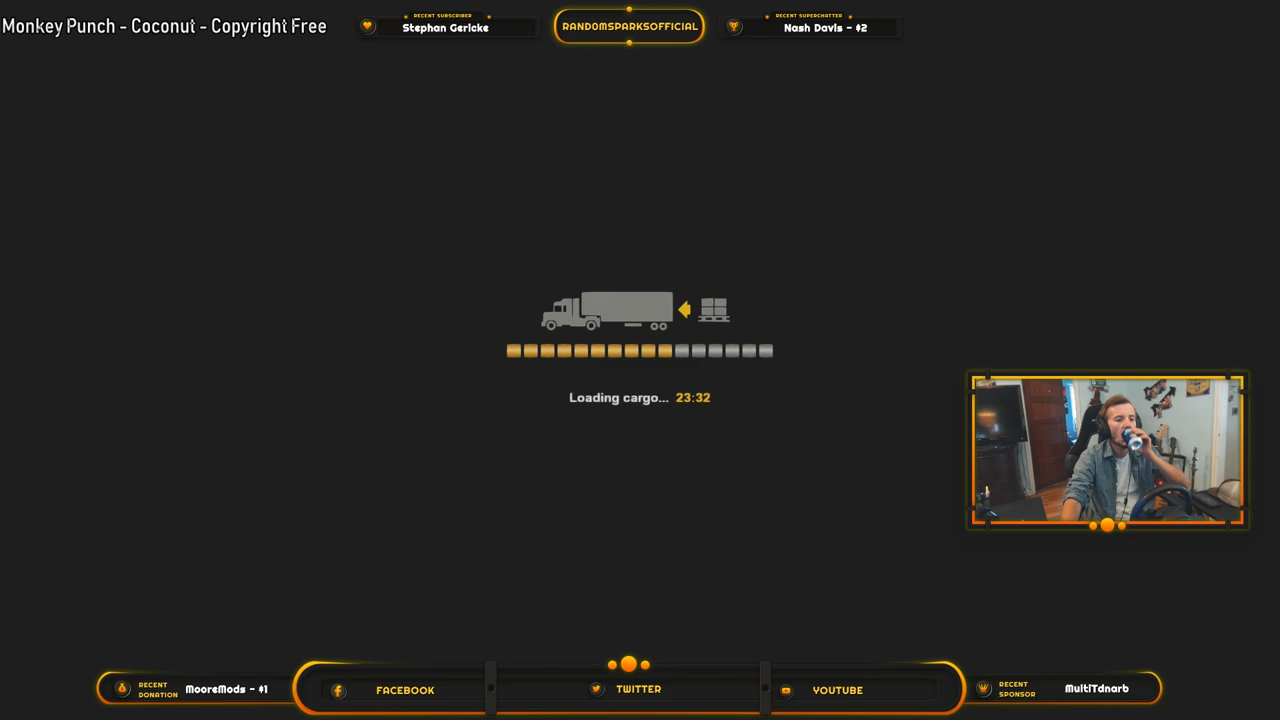 Monkey Punch - Coconut - Copyright Free
RECENT SUBSCRIBER
Stephan Gericke
RANDOMSPARKSOFFICIAL
RECENT SUPERCHATTER
Nash Davis - $2
Loading cargo... 23:32
RECENT DONATION
MooreMods - $1
FACEBOOK
TWITTER
YOUTUBE
RECENT SPONSOR
MultiTdnarb